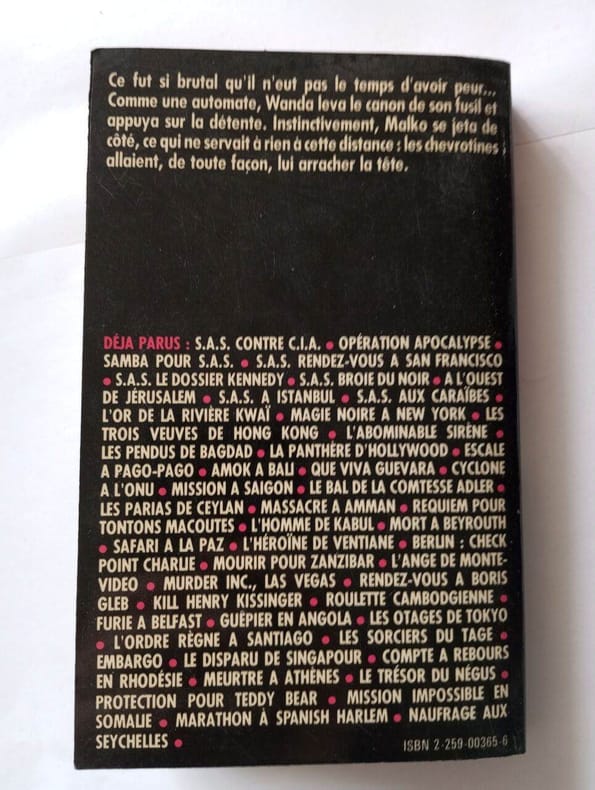 Ce fut si brutal qu'il n'eut pas le temps d'avoir peur...
Comme une automate, Wanda leva le canon de son fusil et
appuya sur la détente. Instinctivement, Malko se jeta de
côté, ce qui ne servait à rien à cette distance : les chevrotines
allaient, de toute façon, lui arracher la tête.
DÉJA PARUS : S.A.S. CONTRE C.I.A. • OPÉRATION APOCALYPSE •
SAMBA POUR S.A.S. • S.A.S. RENDEZ-VOUS A SAN FRANCISCO
• S.A.S. LE DOSSIER KENNEDY • S.A.S. BROIE DU NOIR • A L'OUEST
DE JÉRUSALEM • S.A.S. A ISTANBUL • S.A.S. AUX CARAÏBES •
L'OR DE LA RIVIÈRE KWAÏ • MAGIE NOIRE A NEW YORK • LES
TROIS VEUVES DE HONG KONG • L'ABOMINABLE SIRÈNE •
LES PENDUS DE BAGDAD • LA PANTHÈRE D'HOLLYWOOD • ESCALE
A PAGO-PAGO • AMOK A BALI • QUE VIVA GUEVARA • CYCLONE
A L'ONU • MISSION A SAIGON • LE BAL DE LA COMTESSE ADLER •
LES PARIAS DE CEYLAN • MASSACRE A AMMAN • REQUIEM POUR
TONTONS MACOUTES • L'HOMME DE KABUL • MORT A BEYROUTH
• SAFARI A LA PAZ • L'HÉROÏNE DE VENTIANE • BERLIN : CHECK
POINT CHARLIE • MOURIR POUR ZANZIBAR • L'ANGE DE MONTE-
VIDEO • MURDER INC., LAS VEGAS • RENDEZ-VOUS A BORIS
GLEB • KILL HENRY KISSINGER • ROULETTE CAMBODGIENNE •
FURIE A BELFAST • GUÊPIER EN ANGOLA • LES OTAGES DE TOKYO
• L'ORDRE RÈGNE A SANTIAGO • LES SORCIERS DU TAGE •
EMBARGO • LE DISPARU DE SINGAPOUR • COMPTE A REBOURS
EN RHODÉSIE • MEURTRE A ATHÈNES • LE TRÉSOR DU NÉGUS •
PROTECTION POUR TEDDY BEAR • MISSION IMPOSSIBLE EN
SOMALIE • MARATHON À SPANISH HARLEM • NAUFRAGE AUX
SEYCHELLES •
ISBN 2-259-00365-6